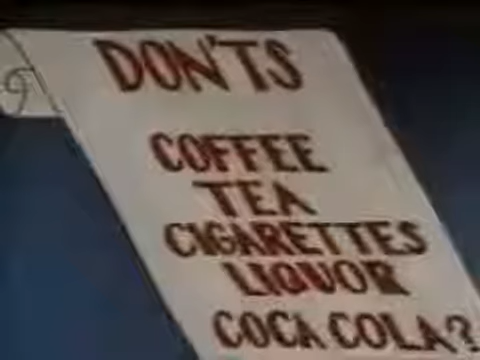 DON'TS
COFFEE
TEA
CIGARETTES
LIQUOR
COCA COLA?